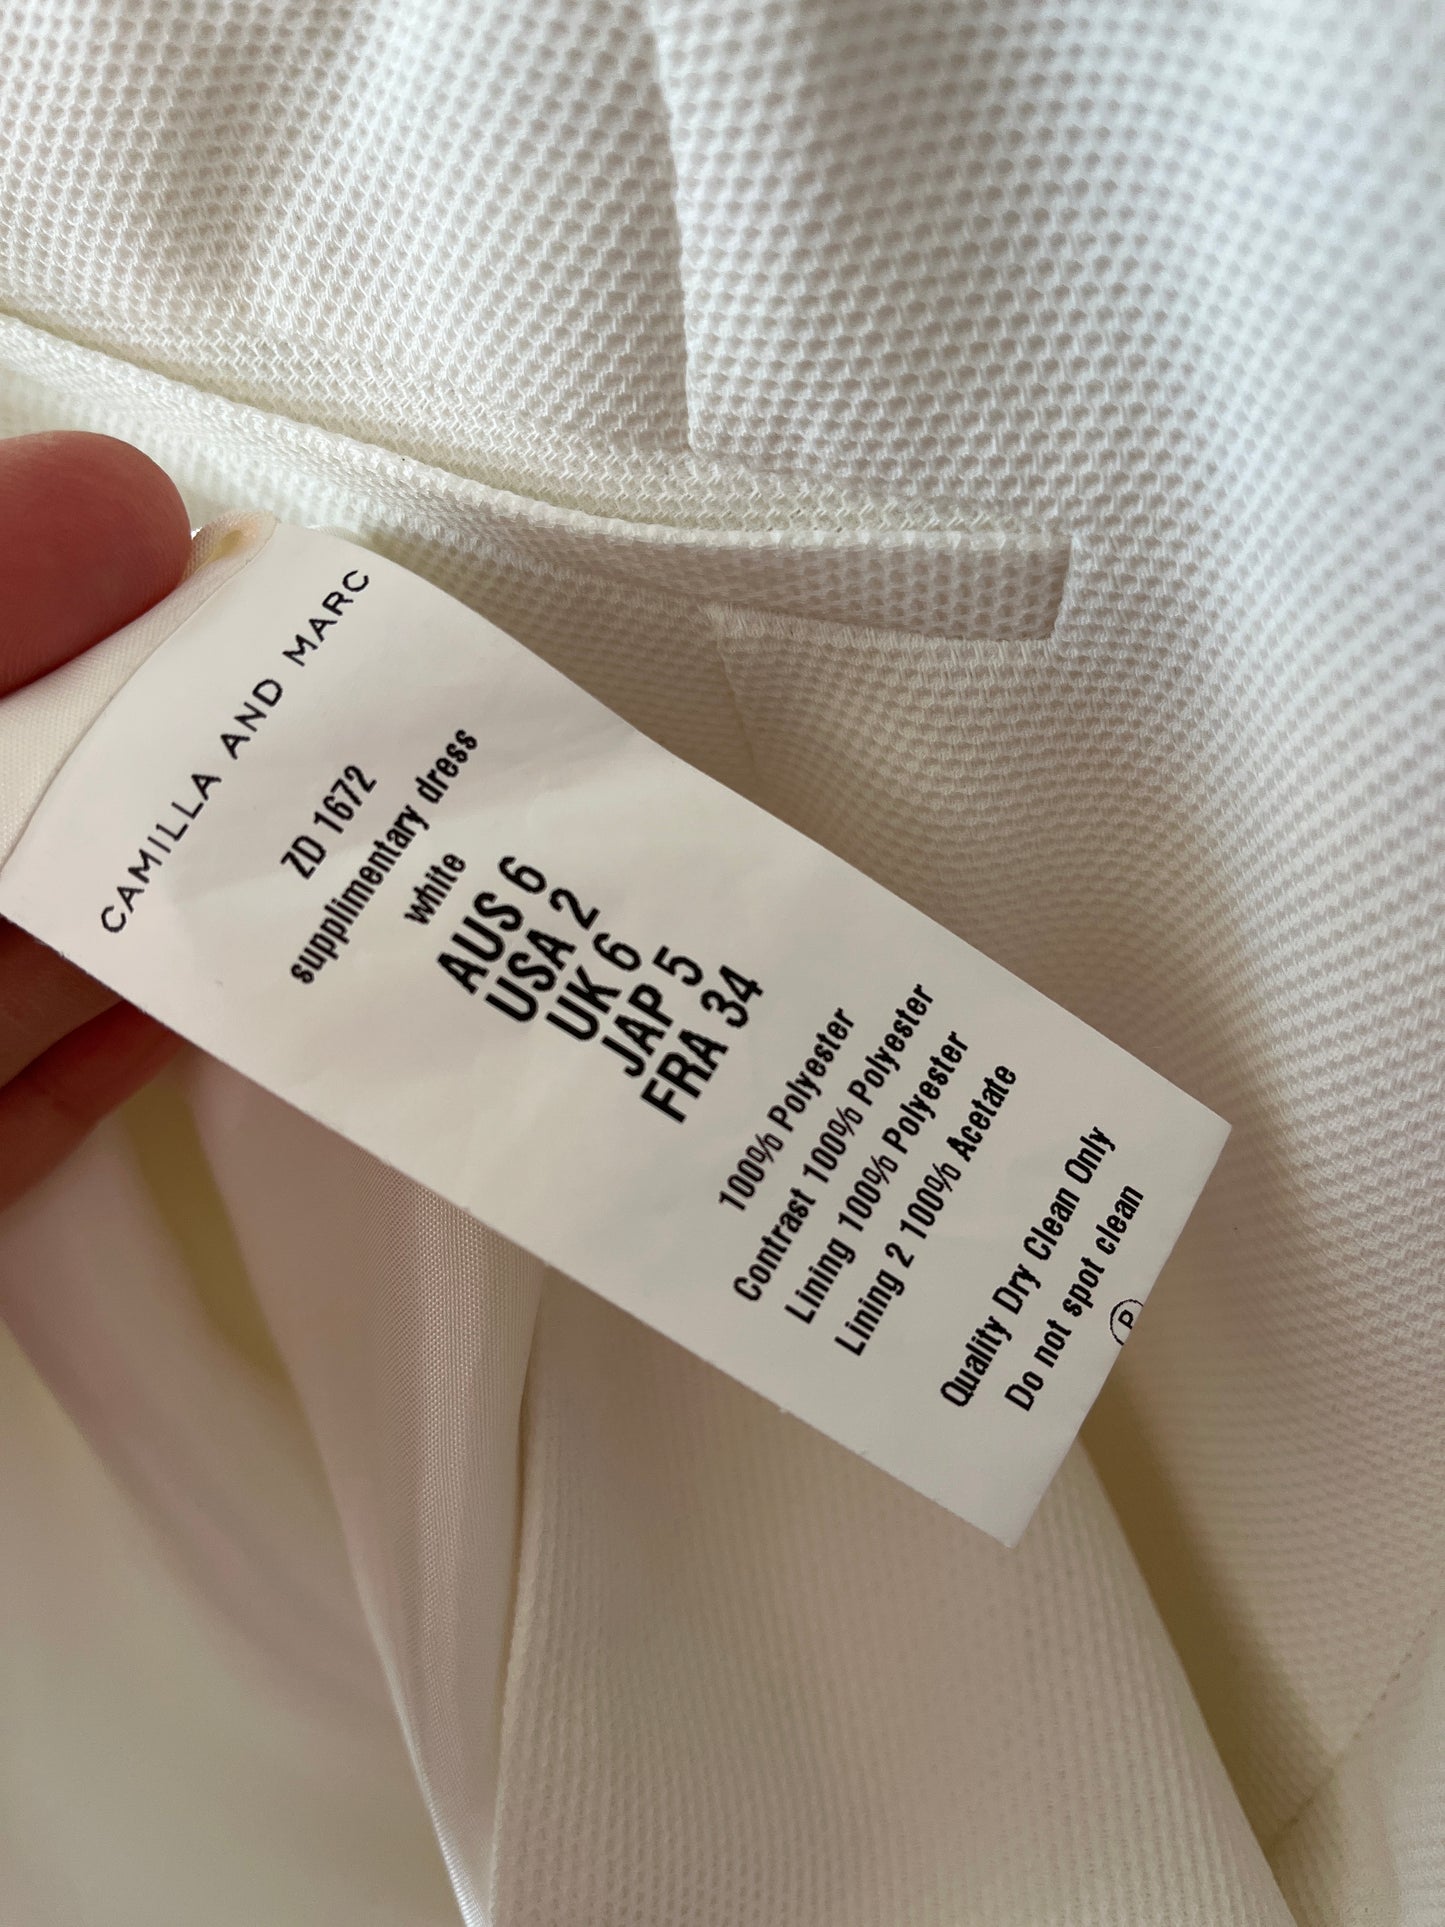 CAMILLA AND MARC
ZD 1672
supplimentary dress
white
AUS 6
USA 2
UK 6
JAP 5
FRA 34
100% Polyester
Contrast 100% Polyester
Lining 100% Polyester
Lining 2 100% Acetate
Quality Dry Clean Only
Do not spot clean
P